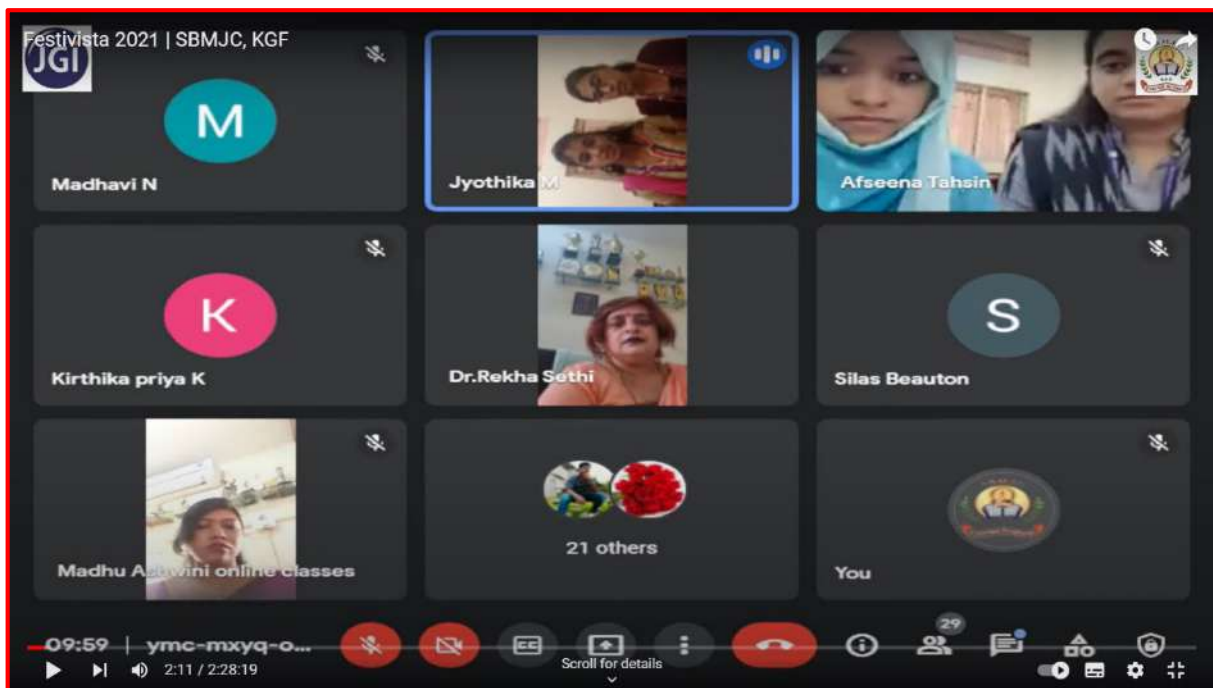 Festivista 2021 | SBMJC, KGF
JGI
M
Madhavi N
Jyothika M
Afseena Tahsin
K
Kirthika priya K
Dr.Rekha Sethi
S
Silas Beauton
Madhu Ashwini online classes
21 others
You
29
09:59 | ymc-mxyq-o...
CC
Scroll for details
2:11 / 2:28:19